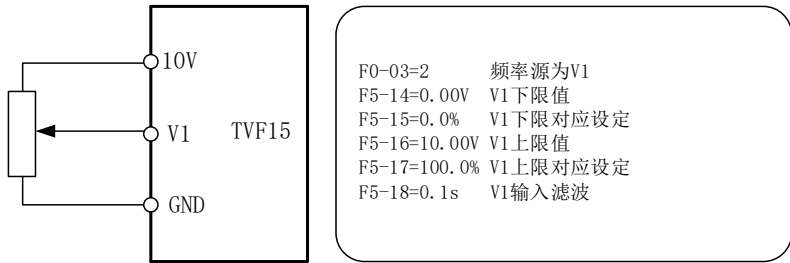 10V
V1
TVF15
GND
F0-03=2 频率源为V1
F5-14=0.00V V1下限值
F5-15=0.0% V1下限对应设定
F5-16=10.00V V1上限值
F5-17=100.0% V1上限对应设定
F5-18=0.1s V1输入滤波